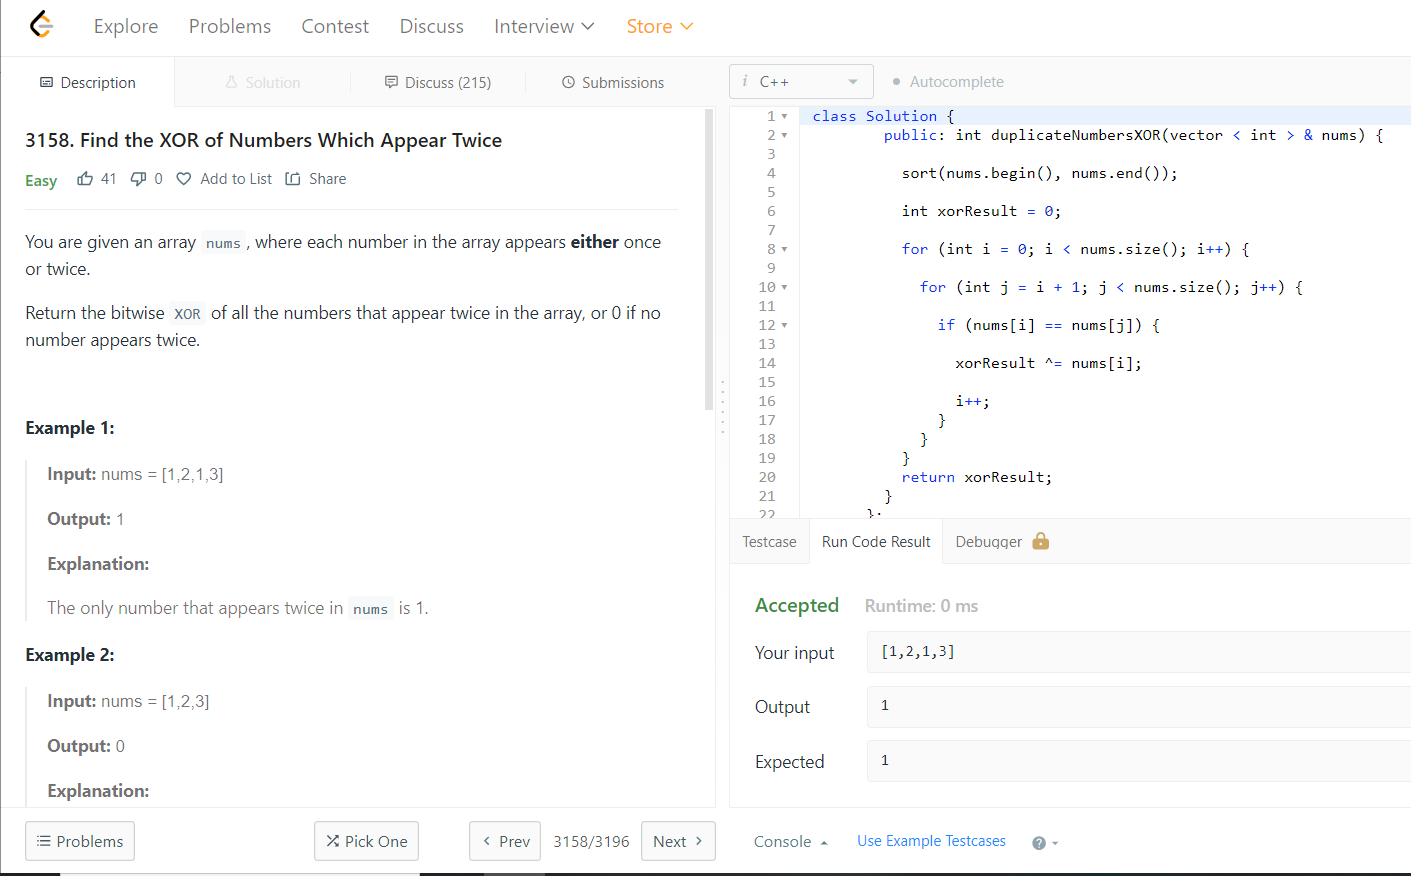 Explore Problems Contest Discuss Interview Store
Description Solution Discuss (215) Submissions
3158. Find the XOR of Numbers Which Appear Twice
Easy 41 0 Add to List Share
You are given an array nums , where each number in the array appears either once
or twice.
Return the bitwise XOR of all the numbers that appear twice in the array, or 0 if no
number appears twice.
Example 1:
Input: nums = [1,2,1,3]
Output: 1
Explanation:
The only number that appears twice in nums is 1.
Example 2:
Input: nums = [1,2,3]
Output: 0
Explanation:
Problems Pick One Prev 3158/3196 Next
i C++ Autocomplete
1 class Solution {
2 public: int duplicateNumbersXOR(vector < int > & nums) {
3
4 sort(nums.begin(), nums.end());
5
6 int xorResult = 0;
7
8 for (int i = 0; i < nums.size(); i++) {
9
10 for (int j = i + 1; j < nums.size(); j++) {
11
12 if (nums[i] == nums[j]) {
13
14 xorResult ^= nums[i];
15
16 i++;
17 }
18 }
19 }
20 return xorResult;
21 }
22 };
Testcase Run Code Result Debugger
Accepted Runtime: 0 ms
Your input [1,2,1,3]
Output 1
Expected 1
Console Use Example Testcases ?